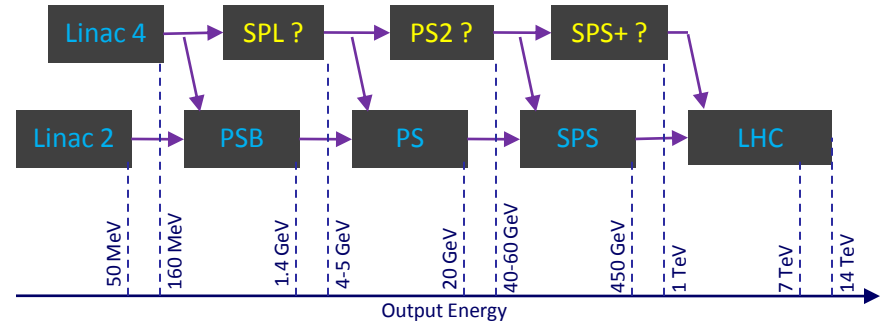 Linac 4
SPL ?
PS2 ?
SPS+ ?
Linac 2
PSB
PS
SPS
LHC
50 MeV
160 MeV
1.4 GeV
4-5 GeV
20 GeV
40-60 GeV
450 GeV
1 TeV
7 TeV
14 TeV
Output Energy